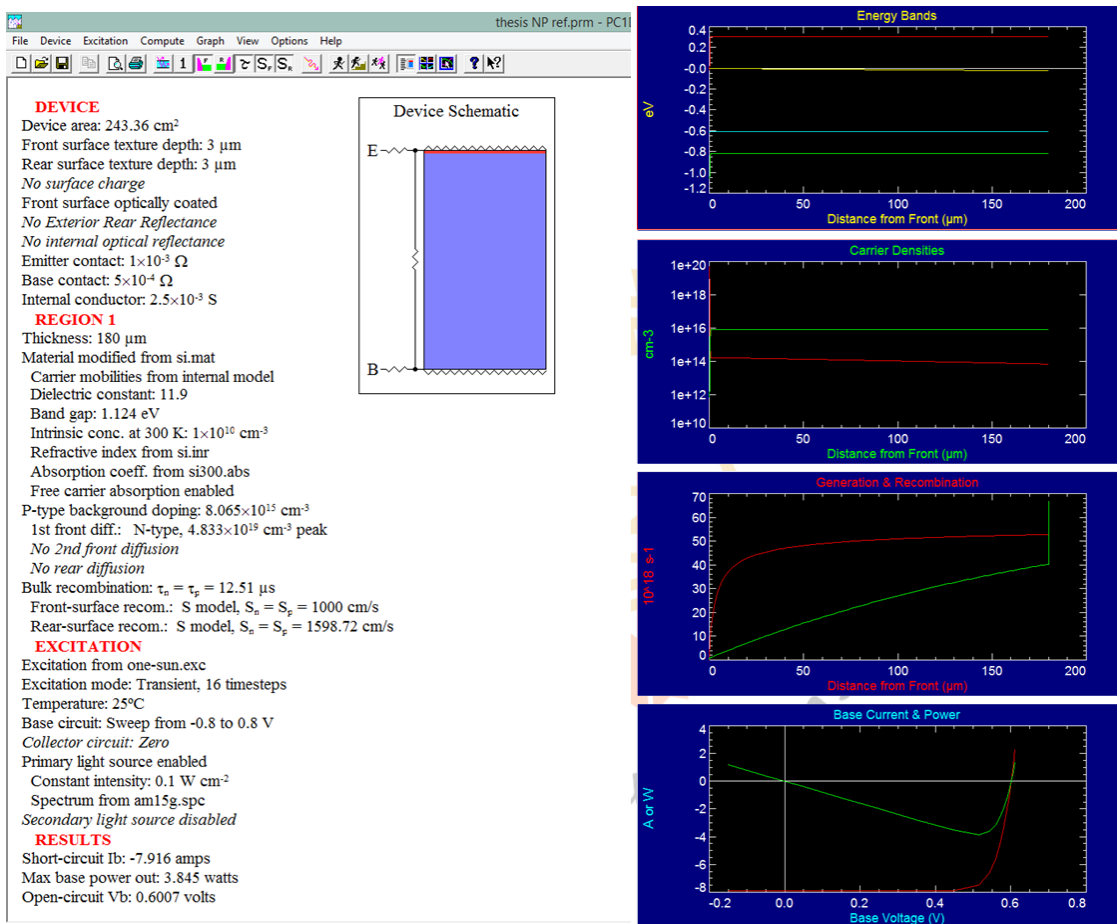 thesis NP ref.prm - PC1
File Device Excitation Compute Graph View Options Help
DEVICE
Device area: 243.36 cm²
Front surface texture depth: 3 µm
Rear surface texture depth: 3 µm
No surface charge
Front surface optically coated
No Exterior Rear Reflectance
No internal optical reflectance
Emitter contact: 1×10⁻³ Ω
Base contact: 5×10⁻⁴ Ω
Internal conductor: 2.5×10⁻³ S
REGION 1
Thickness: 180 µm
Material modified from si.mat
Carrier mobilities from internal model
Dielectric constant: 11.9
Band gap: 1.124 eV
Intrinsic conc. at 300 K: 1×10¹⁰ cm⁻³
Refractive index from si.inr
Absorption coeff. from si300.abs
Free carrier absorption enabled
P-type background doping: 8.065×10¹⁵ cm⁻³
1st front diff.: N-type, 4.833×10¹⁹ cm⁻³ peak
No 2nd front diffusion
No rear diffusion
Bulk recombination: τₙ = τₚ = 12.51 µs
Front-surface recom.: S model, Sₙ = Sₚ = 1000 cm/s
Rear-surface recom.: S model, Sₙ = Sₚ = 1598.72 cm/s
EXCITATION
Excitation from one-sun.exc
Excitation mode: Transient, 16 timesteps
Temperature: 25°C
Base circuit: Sweep from -0.8 to 0.8 V
Collector circuit: Zero
Primary light source enabled
Constant intensity: 0.1 W cm⁻²
Spectrum from am15g.spc
Secondary light source disabled
RESULTS
Short-circuit Ib: -7.916 amps
Max base power out: 3.845 watts
Open-circuit Vb: 0.6007 volts
Device Schematic
E
B
Energy Bands
eV
0.4
0.2
-0.0
-0.2
-0.4
-0.6
-0.8
-1.0
-1.2
0 50 100 150 200
Distance from Front (µm)
Carrier Densities
cm-3
1e+20
1e+18
1e+16
1e+14
1e+12
1e+10
0 50 100 150 200
Distance from Front (µm)
Generation & Recombination
10^18 s-1
70
60
50
40
30
20
10
0
0 50 100 150 200
Distance from Front (µm)
Base Current & Power
A or W
4
2
0
-2
-4
-6
-8
-0.2 0.0 0.2 0.4 0.6 0.8
Base Voltage (V)